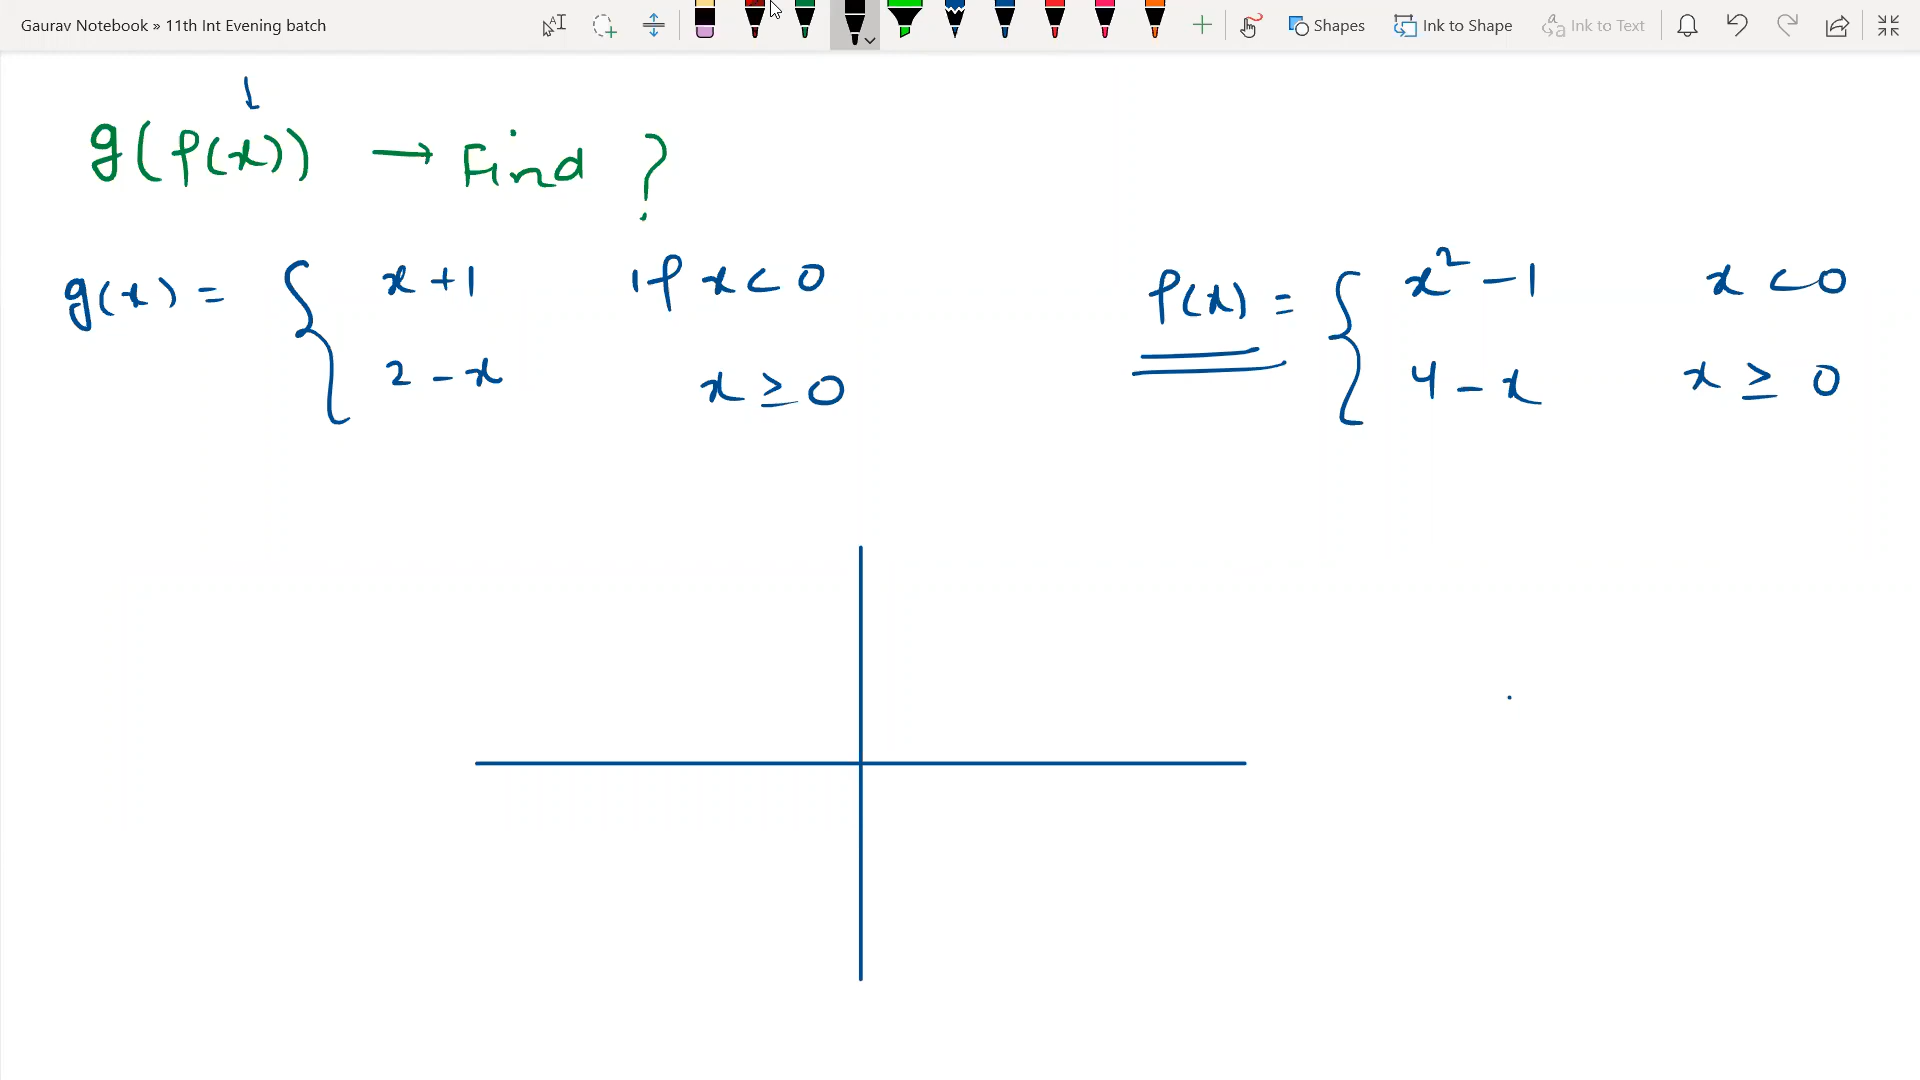 Gaurav Notebook » 11th Int Evening batch
Shapes
Ink to Shape
Ink to Text
g(f(x)) → Find ?
g(x) = { x + 1 if x < 0
2 - x x ≥ 0
f(x) = { x² - 1 x < 0
4 - x x ≥ 0